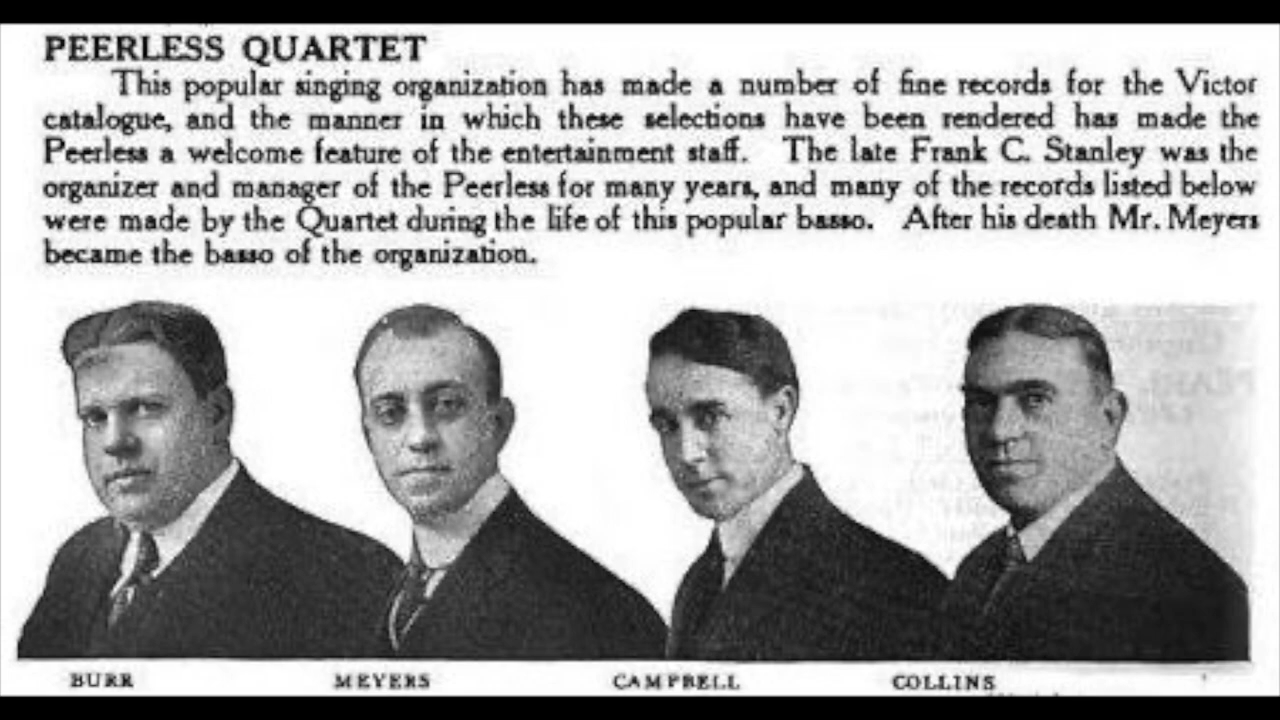 PEERLESS QUARTET
This popular singing organization has made a number of fine records for the Victor
catalogue, and the manner in which these selections have been rendered has made the
Peerless a welcome feature of the entertainment staff. The late Frank C. Stanley was the
organizer and manager of the Peerless for many years, and many of the records listed below
were made by the Quartet during the life of this popular basso. After his death Mr. Meyers
became the basso of the organization.
BURR MEYERS CAMPBELL COLLINS